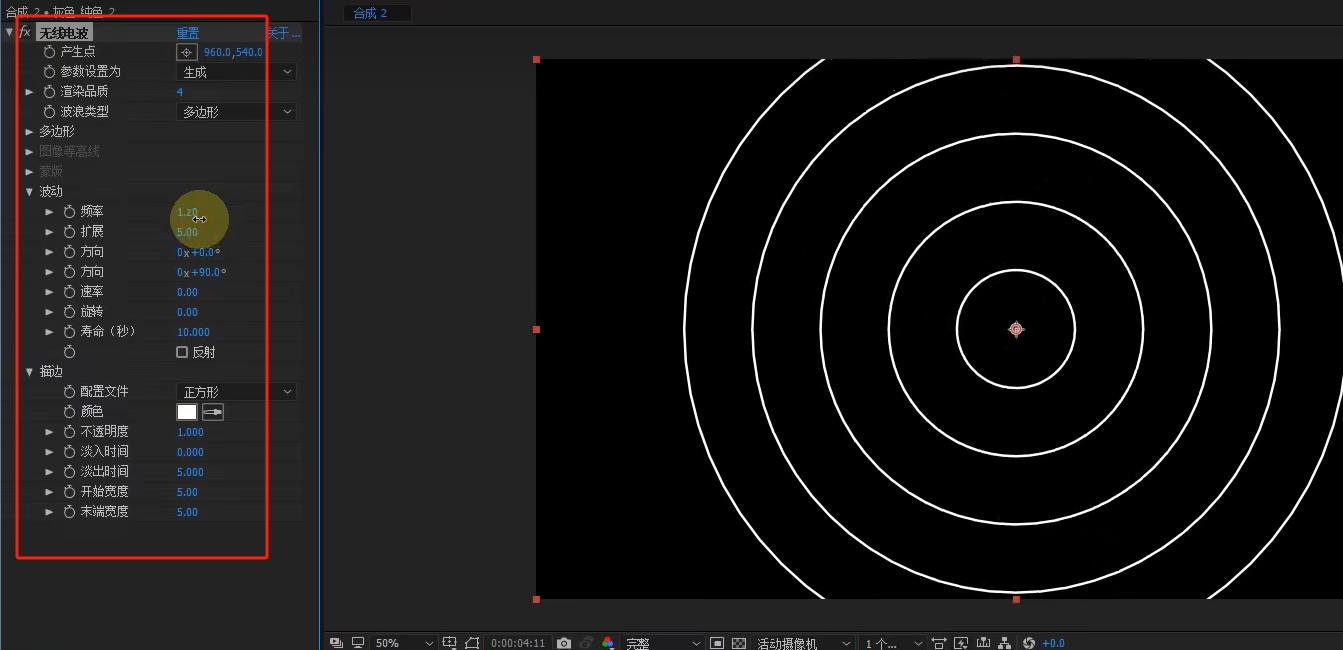 合成 2 • 灰色 纯色 2
合成 2
fx 无线电波 重置 关于...
产生点 960.0,540.0
参数设置为 生成
渲染品质 4
波浪类型 多边形
多边形
图像等高线
蒙版
波动
频率 1.20
扩展 5.00
方向 0x+0.0°
方向 0x+90.0°
速率 0.00
旋转 0.00
寿命（秒） 10.000
反射
描边
配置文件 正方形
颜色
不透明度 1.000
淡入时间 0.000
淡出时间 5.000
开始宽度 5.00
末端宽度 5.00
50% 0:00:04:11 完整 活动摄像机 1 个... +0.0